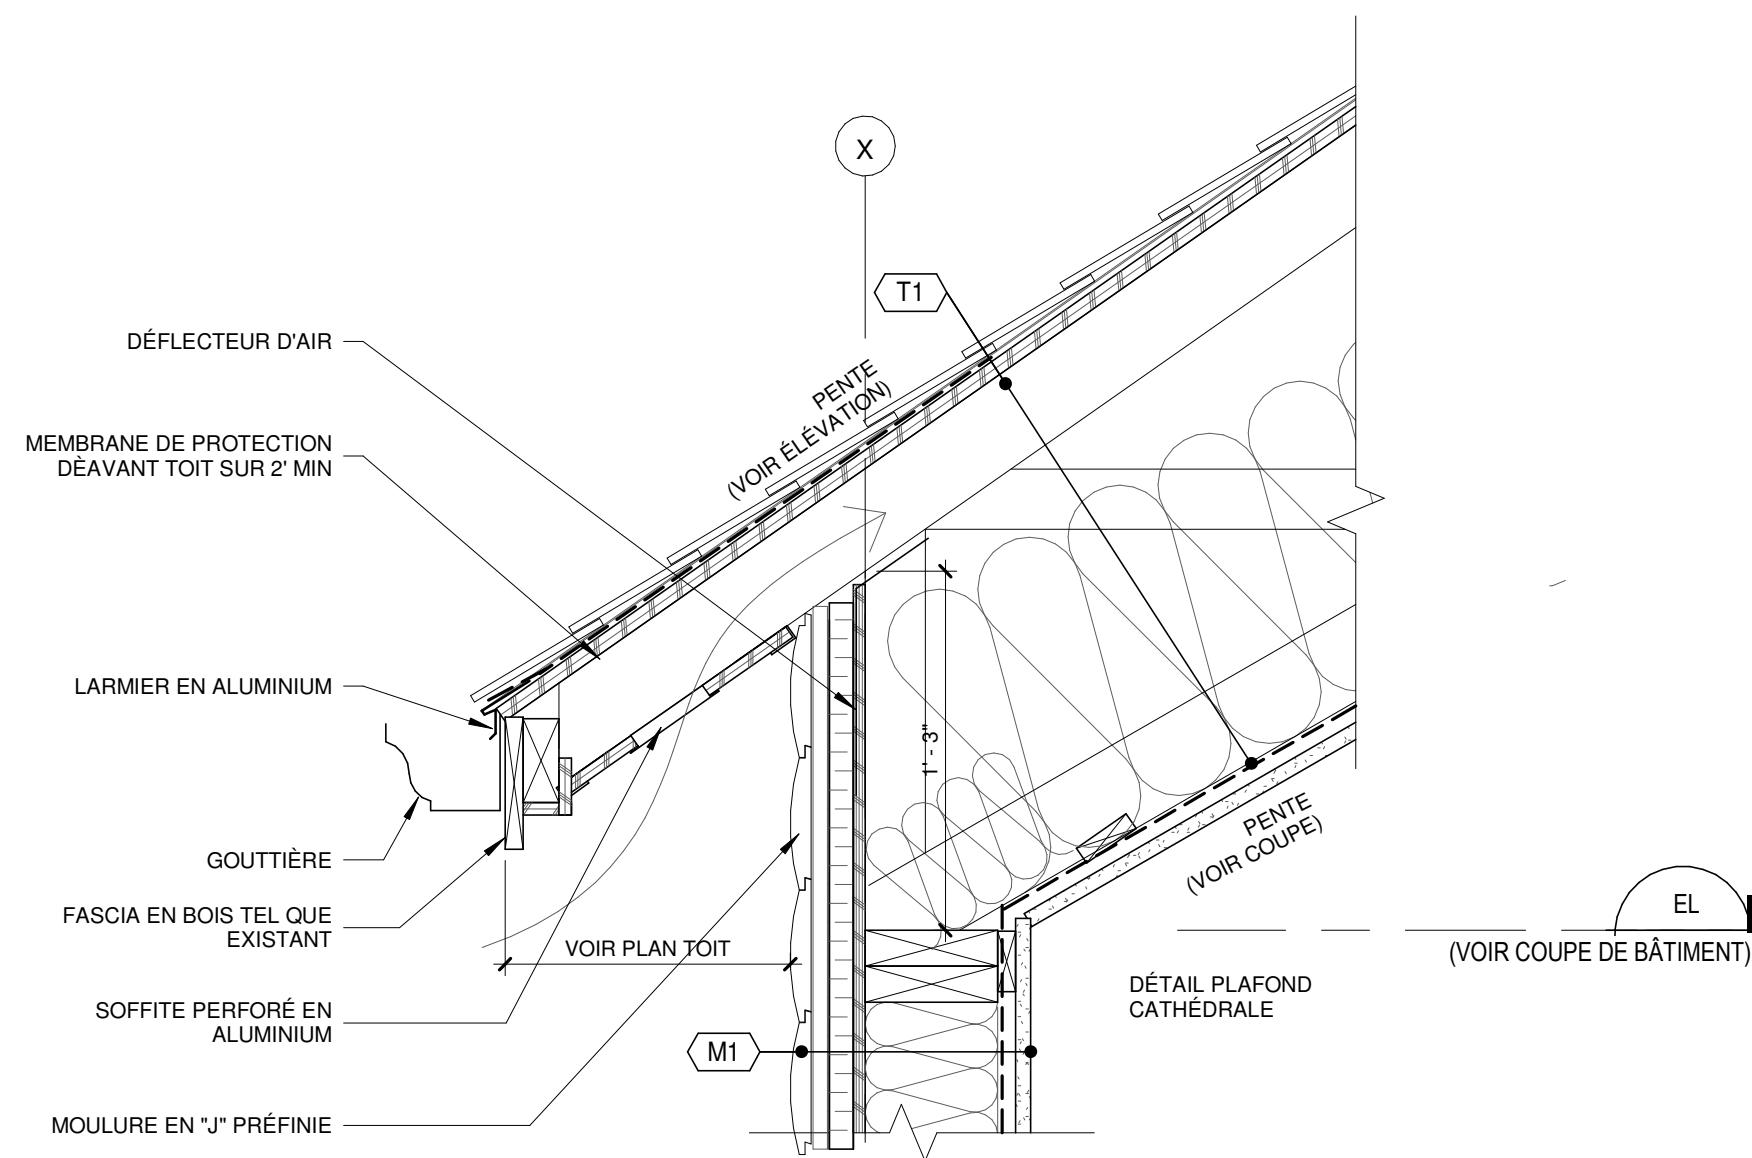 X
T1
DÉFLECTEUR D'AIR
PENTE
(VOIR ÉLÉVATION)
MEMBRANE DE PROTECTION
DÈAVANT TOIT SUR 2' MIN
LARMIER EN ALUMINIUM
1' - 3"
PENTE
(VOIR COUPE)
GOUTTIÈRE
FASCIA EN BOIS TEL QUE
EXISTANT
EL
VOIR PLAN TOIT
(VOIR COUPE DE BÂTIMENT)
DÉTAIL PLAFOND
CATHÉDRALE
SOFFITE PERFORÉ EN
ALUMINIUM
M1
MOULURE EN "J" PRÉFINIE